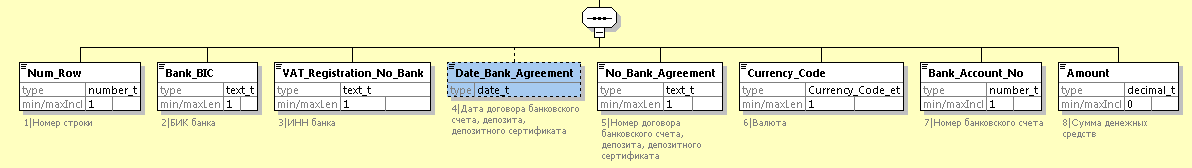 Num_Row
type number_t
min/maxIncl 1
1|Номер строки
Bank_BIC
type text_t
min/maxLen 1
2|БИК банка
VAT_Registration_No_Bank
type text_t
min/maxLen 1
3|ИНН банка
Date_Bank_Agreement
type date_t
4|Дата договора банковского
счета, депозита,
депозитного сертификата
No_Bank_Agreement
type text_t
min/maxLen 1
5|Номер договора
банковского счета,
депозита, депозитного
сертификата
Currency_Code
type Currency_Code_et
min/maxLen 1
6|Валюта
Bank_Account_No
type number_t
min/maxIncl 1
7|Номер банковского счета
Amount
type decimal_t
min/maxIncl 0
8|Сумма денежных
средств